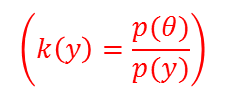 (k(y) = p(θ)/p(y))